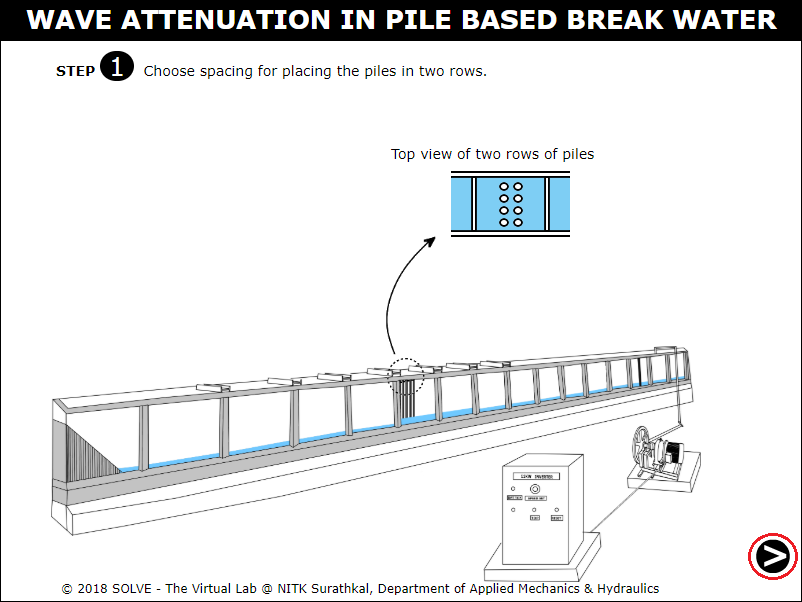 WAVE ATTENUATION IN PILE BASED BREAK WATER
STEP 1 Choose spacing for placing the piles in two rows.
Top view of two rows of piles
© 2018 SOLVE - The Virtual Lab @ NITK Surathkal, Department of Applied Mechanics & Hydraulics